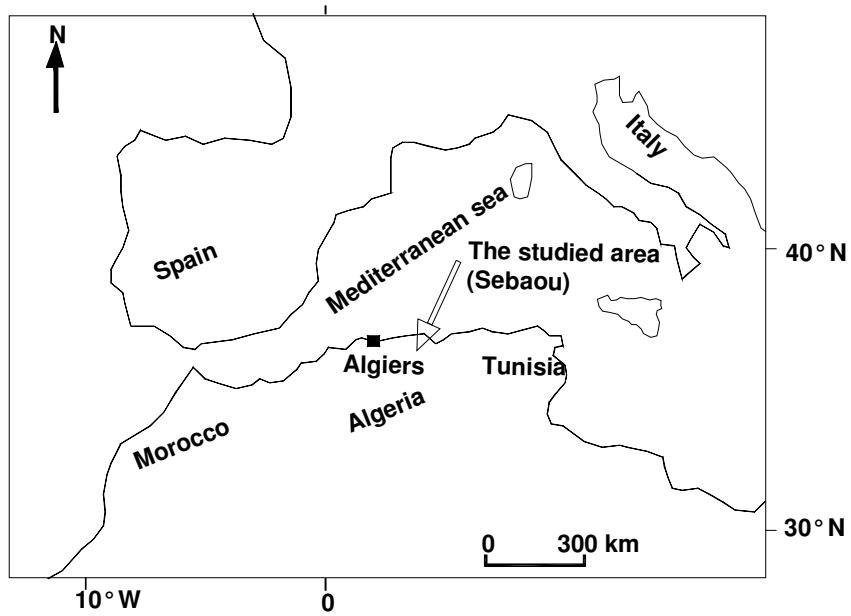 N
Italy
Spain
Mediterranean sea
The studied area
(Sebaou)
40°N
Algiers
Tunisia
Algeria
Morocco
30°N
0 300 km
10°W 0